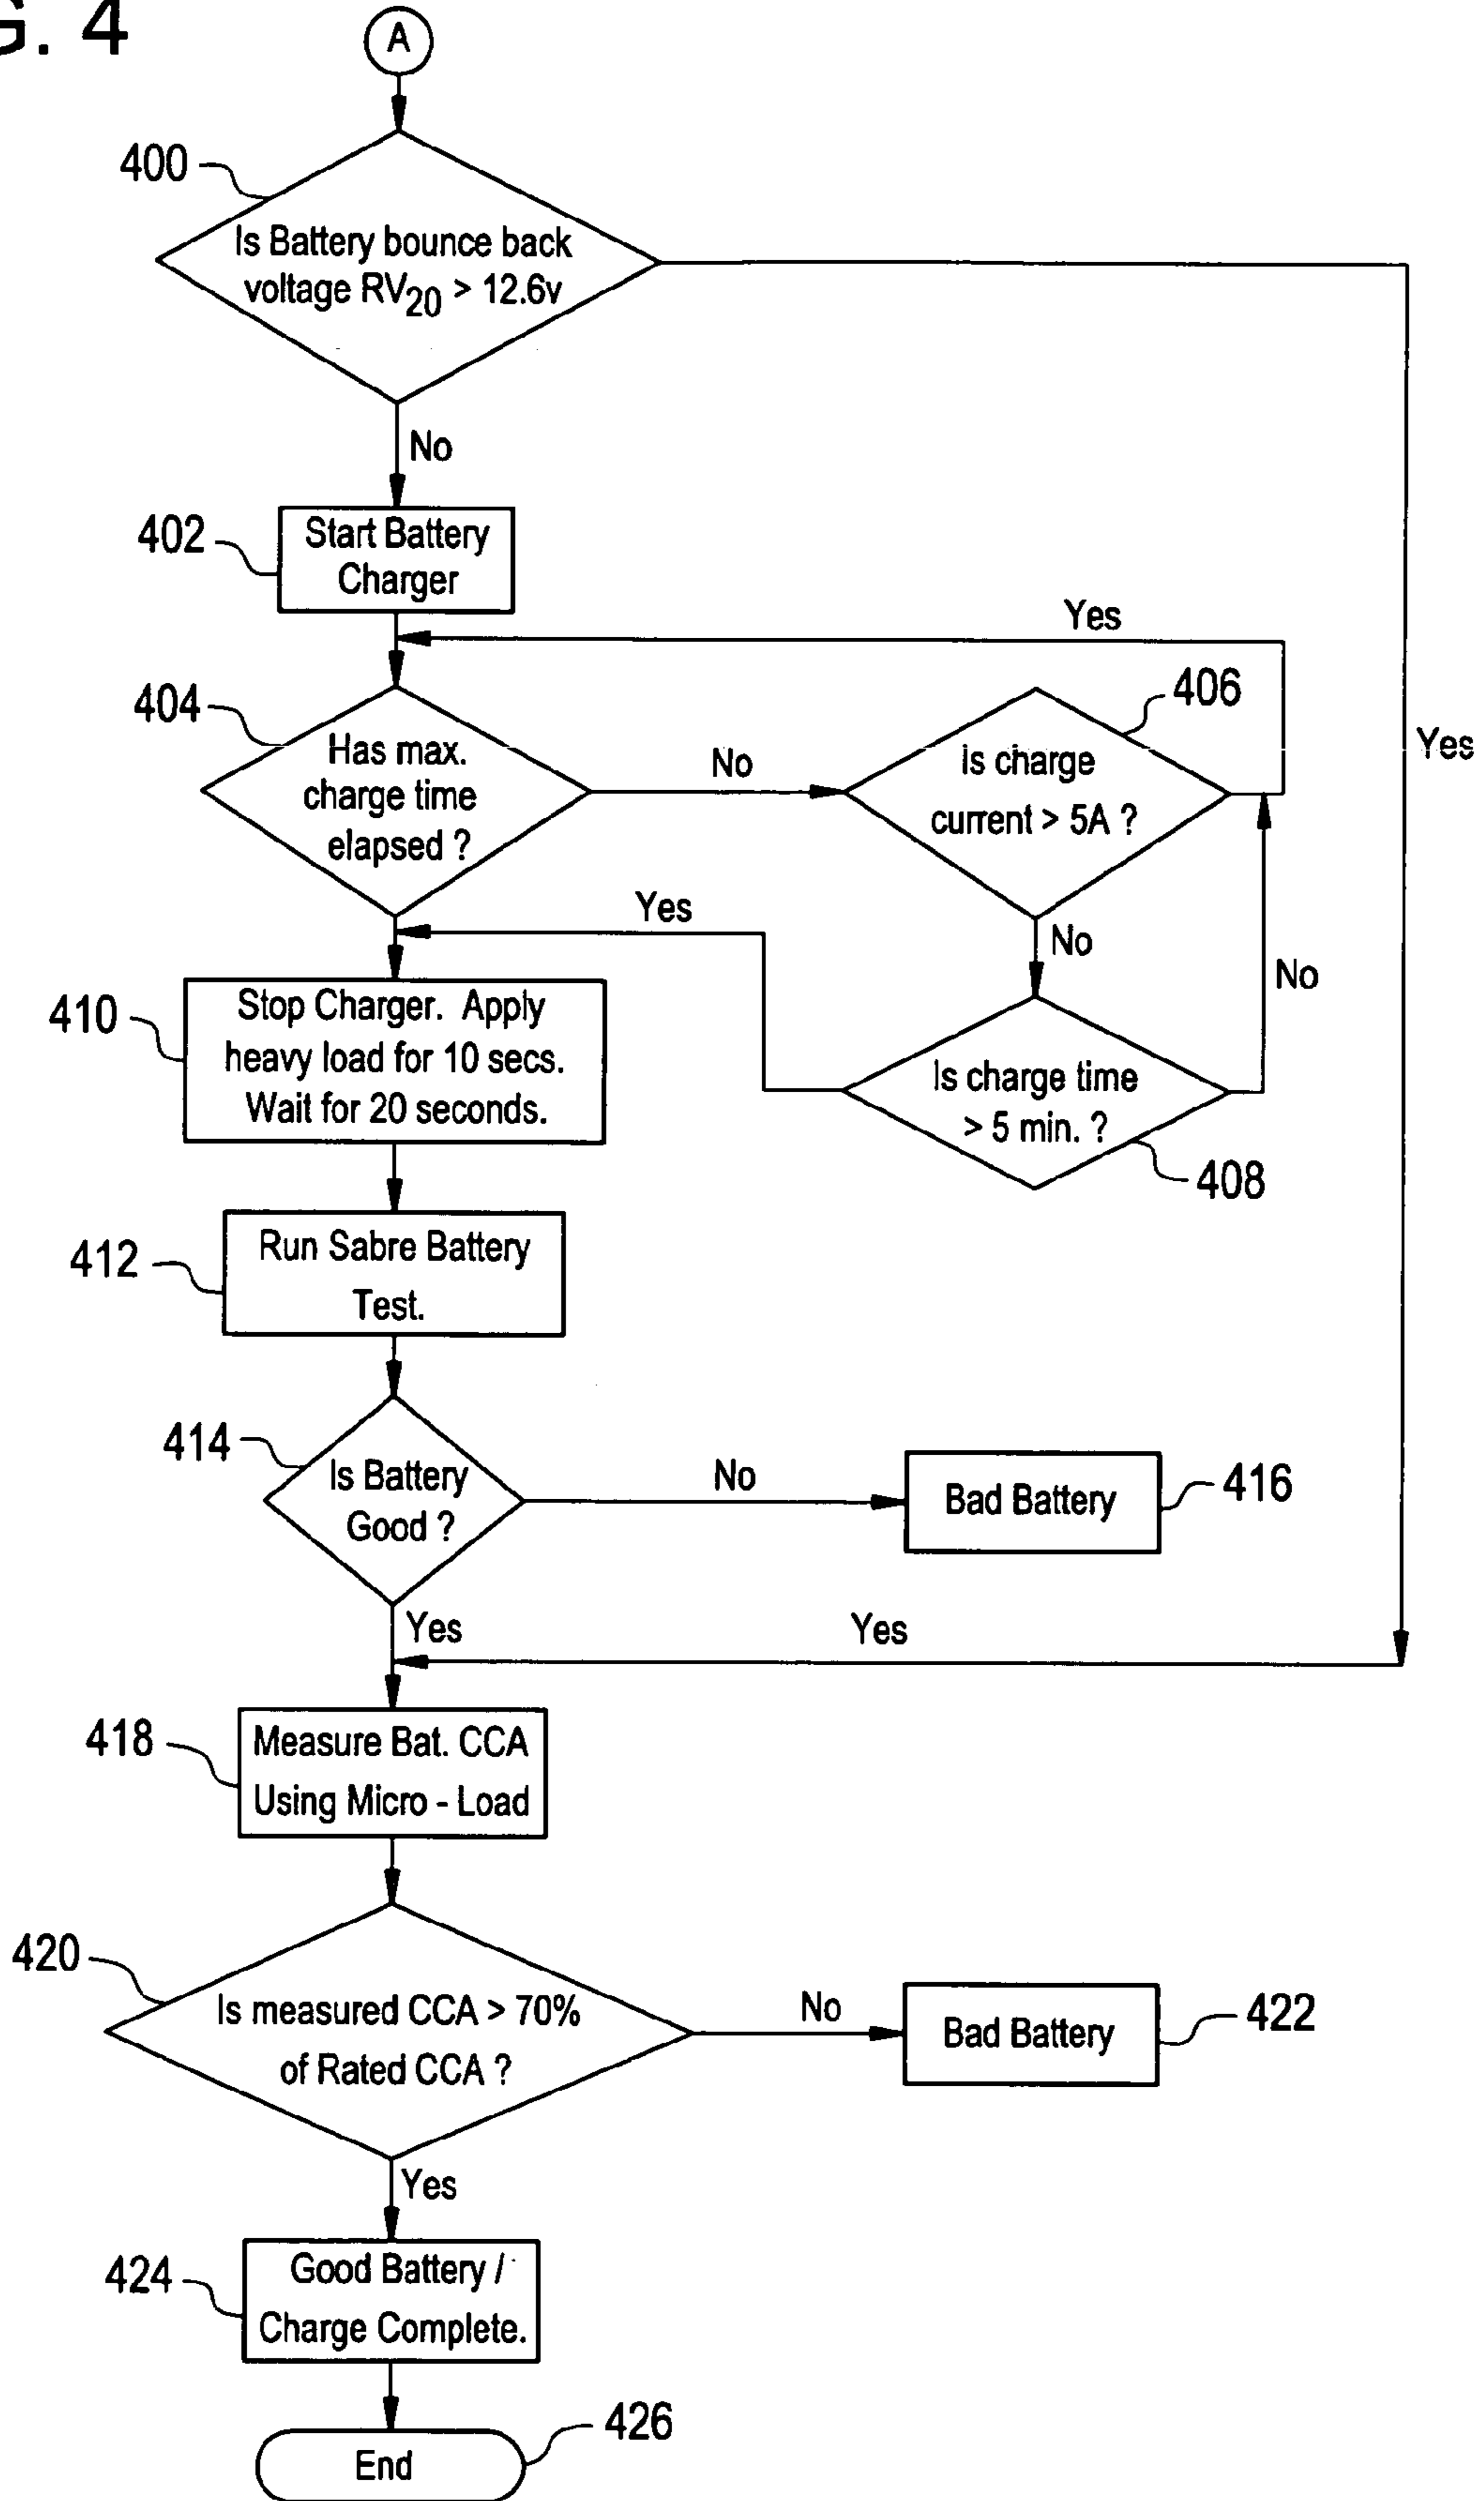 G. 4
A
400
Is Battery bounce back
voltage RV20 > 12.6v
No
402
Start Battery
Charger
Yes
404
Has max.
charge time
elapsed ?
No
406
Is charge
current > 5A ?
Yes
Yes
No
No
410
Stop Charger. Apply
heavy load for 10 secs.
Wait for 20 seconds.
Is charge time
> 5 min. ?
408
412
Run Sabre Battery
Test.
414
Is Battery
Good ?
No
Bad Battery
416
Yes
Yes
418
Measure Bat. CCA
Using Micro - Load
420
Is measured CCA > 70%
of Rated CCA ?
No
Bad Battery
422
Yes
424
Good Battery /
Charge Complete.
426
End